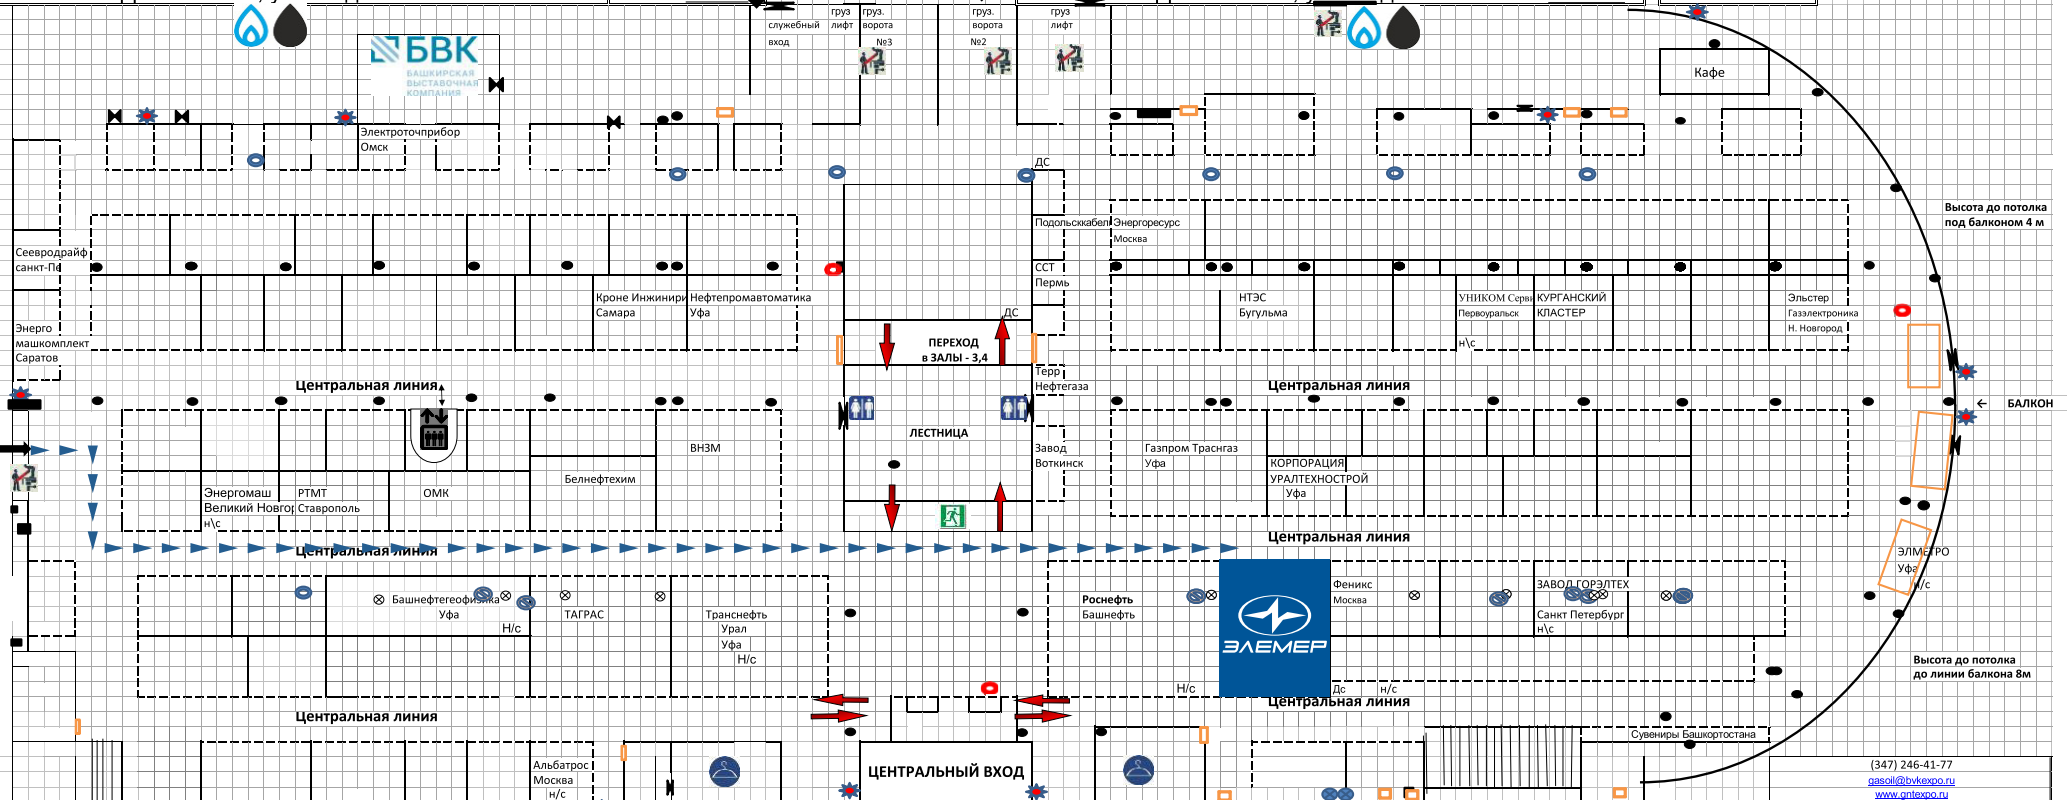 служебный
вход
груз
лифт
груз.
ворота
№3
груз.
ворота
№2
груз
лифт
БВК
БАШКИРСКАЯ
ВЫСТАВОЧНАЯ
КОМПАНИЯ
Кафе
Электроточприбор
Омск
ДС
Высота до потолка
под балконом 4 м
Подольсккабель
Энергоресурс
Москва
Сеевродрайф
санкт-Пе
ССТ
Пермь
Кроне Инжинири
Самара
Нефтепромавтоматика
Уфа
НТЭС
Бугульма
УНИКОМ Серви
Первоуральск
н\с
КУРГАНСКИЙ
КЛАСТЕР
Эльстер
Газэлектроника
Н. Новгород
ДС
Энерго
машкомплект
Саратов
ПЕРЕХОД
в ЗАЛЫ - 3,4
Центральная линия
Терр
Нефтегаза
Центральная линия
БАЛКОН
ЛЕСТНИЦА
ВНЗМ
Завод
Воткинск
Газпром Траснгаз
Уфа
КОРПОРАЦИЯ
УРАЛТЕХНОСТРОЙ
Уфа
Белнефтехим
Энергомаш
Великий Новгор
н\с
РТМТ
Ставрополь
ОМК
Центральная линия
Центральная линия
ЭЛМЕТРО
Уфа
н/с
Башнефтегеофизика
Уфа
Н/с
ТАГРАС
Транснефть
Урал
Уфа
Н/с
Роснефть
Башнефть
Н/с
ЭЛЕМЕР
Феникс
Москва
ЗАВОД ГОРЭЛТЕХ
Санкт Петербург
н\с
Дс
н/с
Высота до потолка
до линии балкона 8м
Центральная линия
Центральная линия
Сувениры Башкортостана
Альбатрос
Москва
н/с
ЦЕНТРАЛЬНЫЙ ВХОД
(347) 246-41-77
gasoil@bvkexpo.ru
www.gntexpo.ru